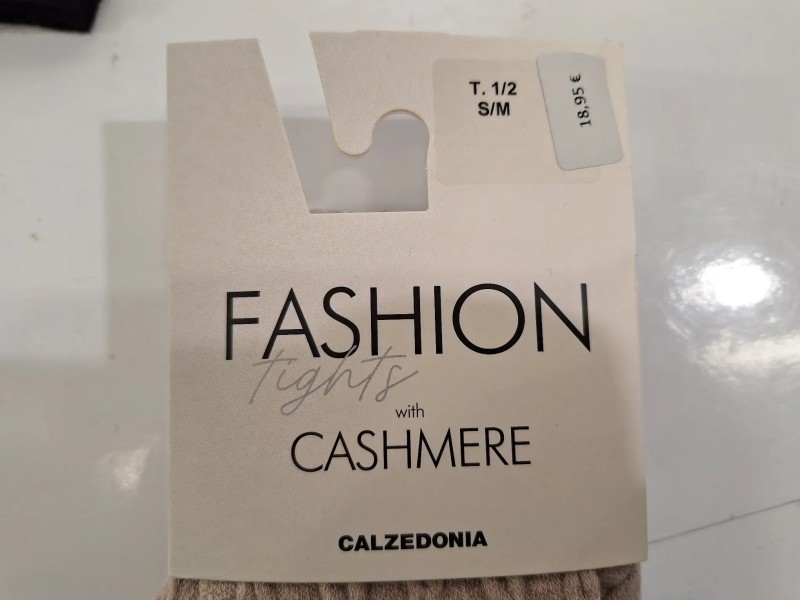 T. 1/2
S/M
18,95 €
FASHION
tights
with
CASHMERE
CALZEDONIA